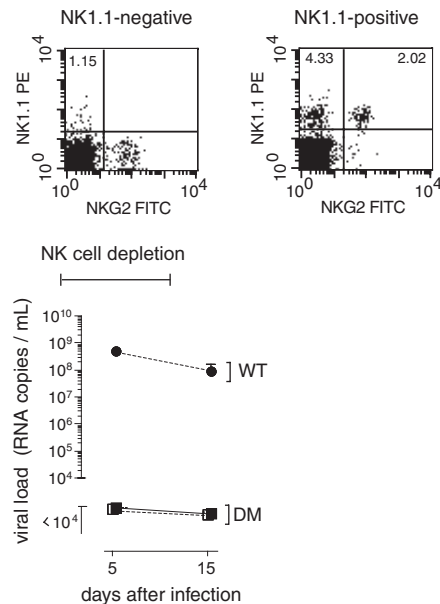 NK1.1-negative
NK1.1-positive
10^4
1.15
NK1.1 PE
10^0
10^0
10^4
NKG2 FITC
10^4
4.33
2.02
NK1.1 PE
10^0
10^0
10^4
NKG2 FITC
NK cell depletion
viral load (RNA copies / mL)
10^10
10^9
10^8
10^7
10^6
10^5
10^4
< 10^4
WT
DM
5
15
days after infection